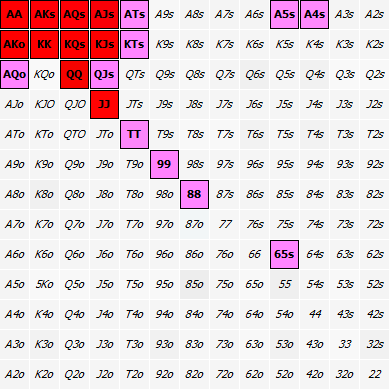 AA AKs AQs AJs ATs A9s A8s A7s A6s A5s A4s A3s A2s
AKo KK KQs KJs KTs K9s K8s K7s K6s K5s K4s K3s K2s
AQo KQo QQ QJs QTs Q9s Q8s Q7s Q6s Q5s Q4s Q3s Q2s
AJo KJO QJO JJ JTs J9s J8s J7s J6s J5s J4s J3s J2s
ATo KTo QTO JTo TT T9s T8s T7s T6s T5s T4s T3s T2s
A9o K9o Q9o J9o T9o 99 98s 97s 96s 95s 94s 93s 92s
A8o K8o Q8o J8o T8o 98o 88 87s 86s 85s 84s 83s 82s
A7o K7o Q7o J7o T7o 97o 87o 77 76s 75s 74s 73s 72s
A6o K6o Q6o J6o T6o 96o 86o 76o 66 65s 64s 63s 62s
A5o 5Ko Q5o J5o T5o 95o 85o 75o 65o 55 54s 53s 52s
A4o K4o Q4o J4o T4o 94o 84o 74o 64o 54o 44 43s 42s
A3o K3o Q3o J3o T3o 93o 83o 73o 63o 53o 43o 33 32s
A2o K2o Q2o J2o T2o 92o 82o 72o 62o 52o 42o 32o 22